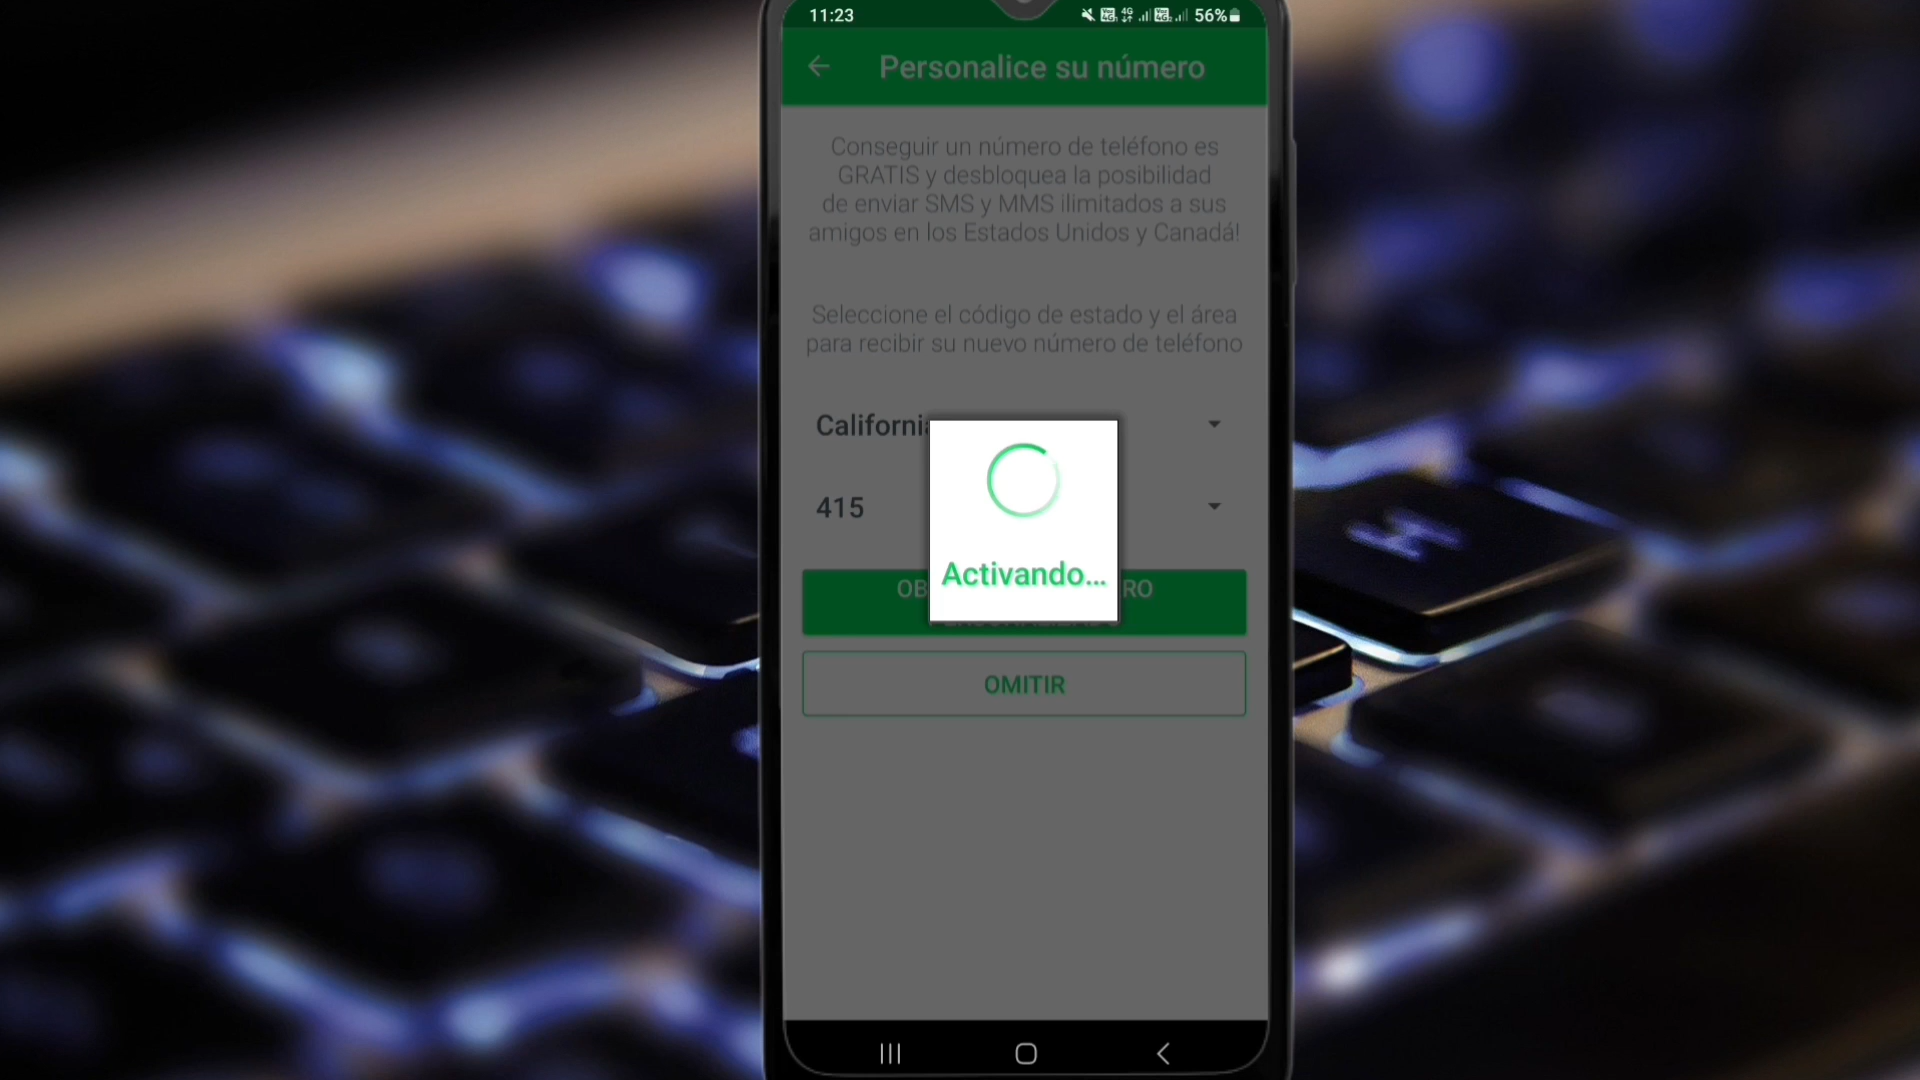 11:23
56%
Personalice su número
Conseguir un número de teléfono es
GRATIS y desbloquea la posibilidad
de enviar SMS y MMS ilimitados a sus
amigos en los Estados Unidos y Canadá!
Seleccione el código de estado y el área
para recibir su nuevo número de teléfono
California
415
Activando...
OMITIR